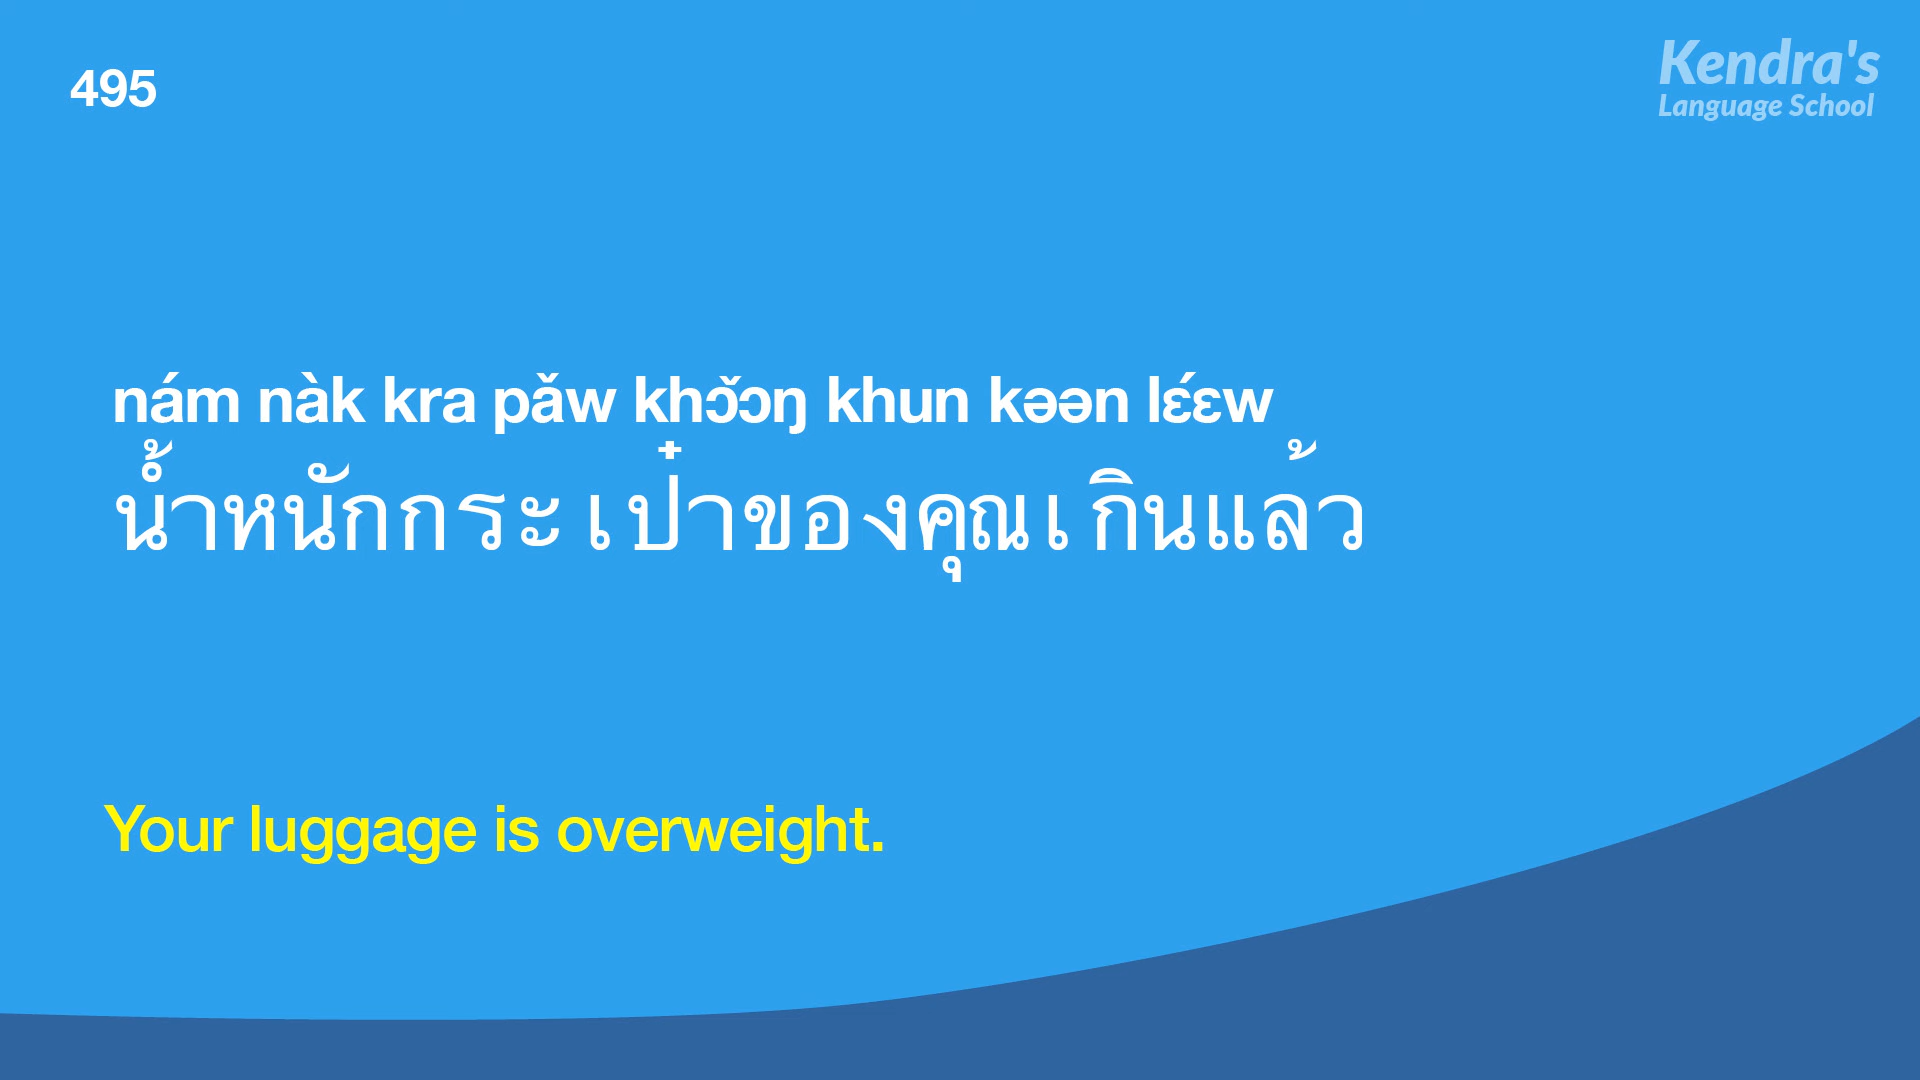 495
Kendra's
Language School
nám nàk kra pǎw khɔ̌ɔŋ khun kəən lɛ́ɛw
น้ำหนักกระเป๋าของคุณเกินแล้ว
Your luggage is overweight.